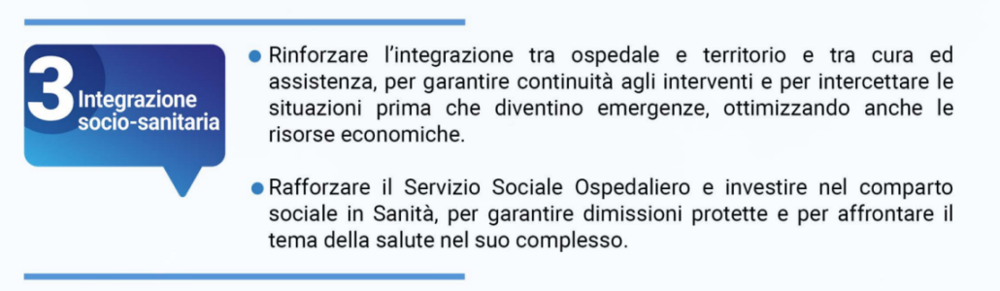 3
Integrazione
socio-sanitaria
Rinforzare l'integrazione tra ospedale e territorio e tra cura ed
assistenza, per garantire continuità agli interventi e per intercettare le
situazioni prima che diventino emergenze, ottimizzando anche le
risorse economiche.
Rafforzare il Servizio Sociale Ospedaliero e investire nel comparto
sociale in Sanità, per garantire dimissioni protette e per affrontare il
tema della salute nel suo complesso.